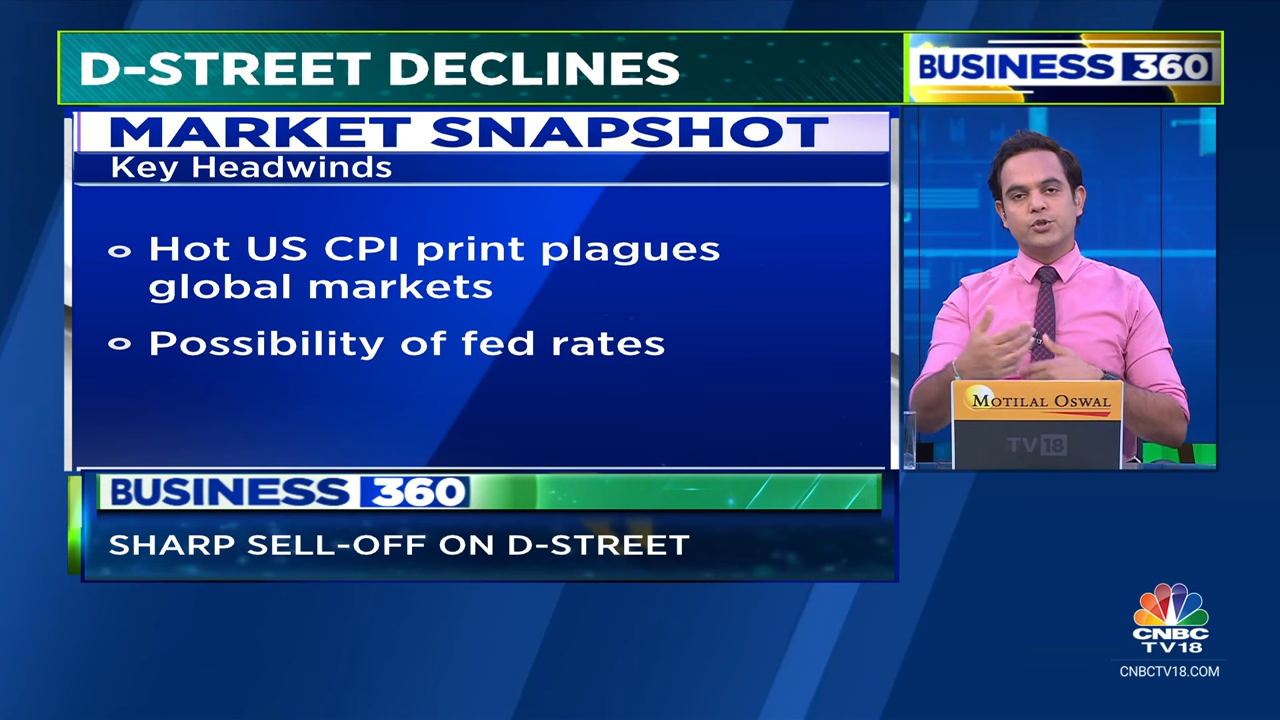 D-STREET DECLINES
BUSINESS 360
MARKET SNAPSHOT
Key Headwinds
Hot US CPI print plagues
global markets
Possibility of fed rates
MOTILAL OSWAL
TV18
BUSINESS 360
SHARP SELL-OFF ON D-STREET
CNBC
TV18
CNBCTV18.COM